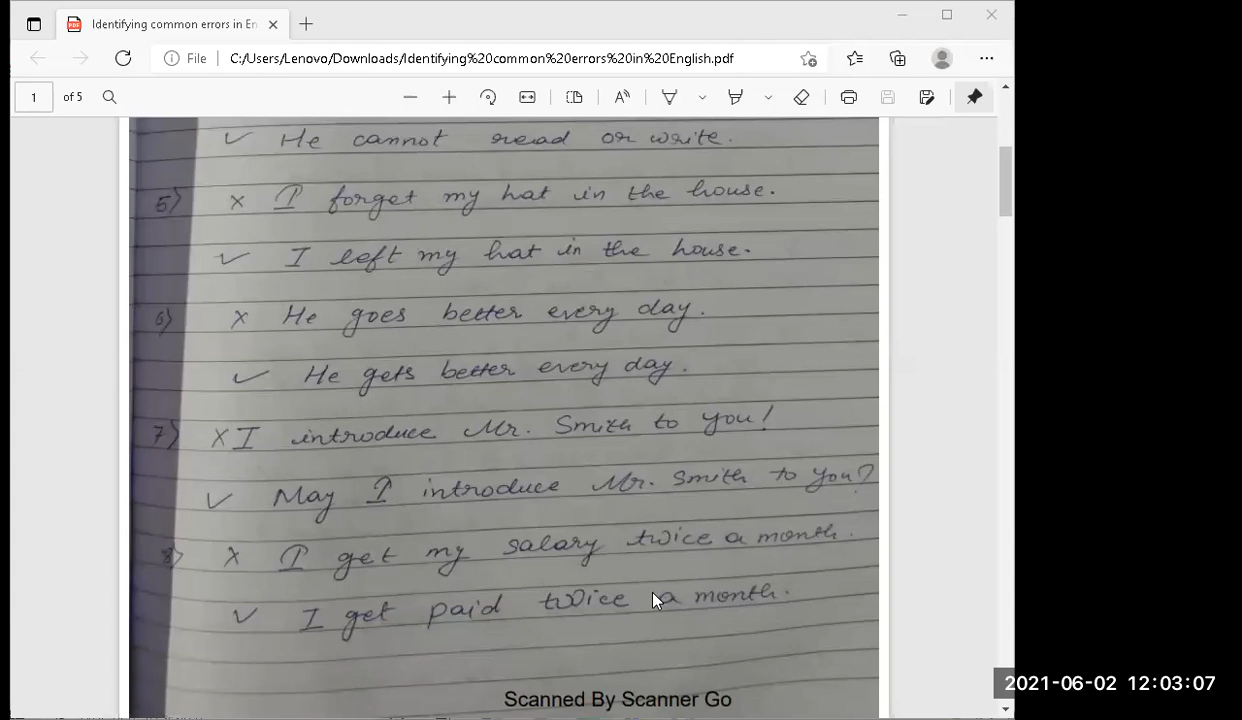 Identifying common errors in En
File
C:/Users/Lenovo/Downloads/Identifying%20common%20errors%20in%20English.pdf
1 of 5
✓ He cannot read or write.
5) × I forget my hat in the house.
✓ I left my hat in the house.
6) × He goes better every day.
✓ He gets better every day.
7) × I introduce Mr. Smith to you!
✓ May I introduce Mr. Smith to you?
8) × I get my salary twice a month.
✓ I get paid twice a month.
Scanned By Scanner Go
2021-06-02 12:03:07